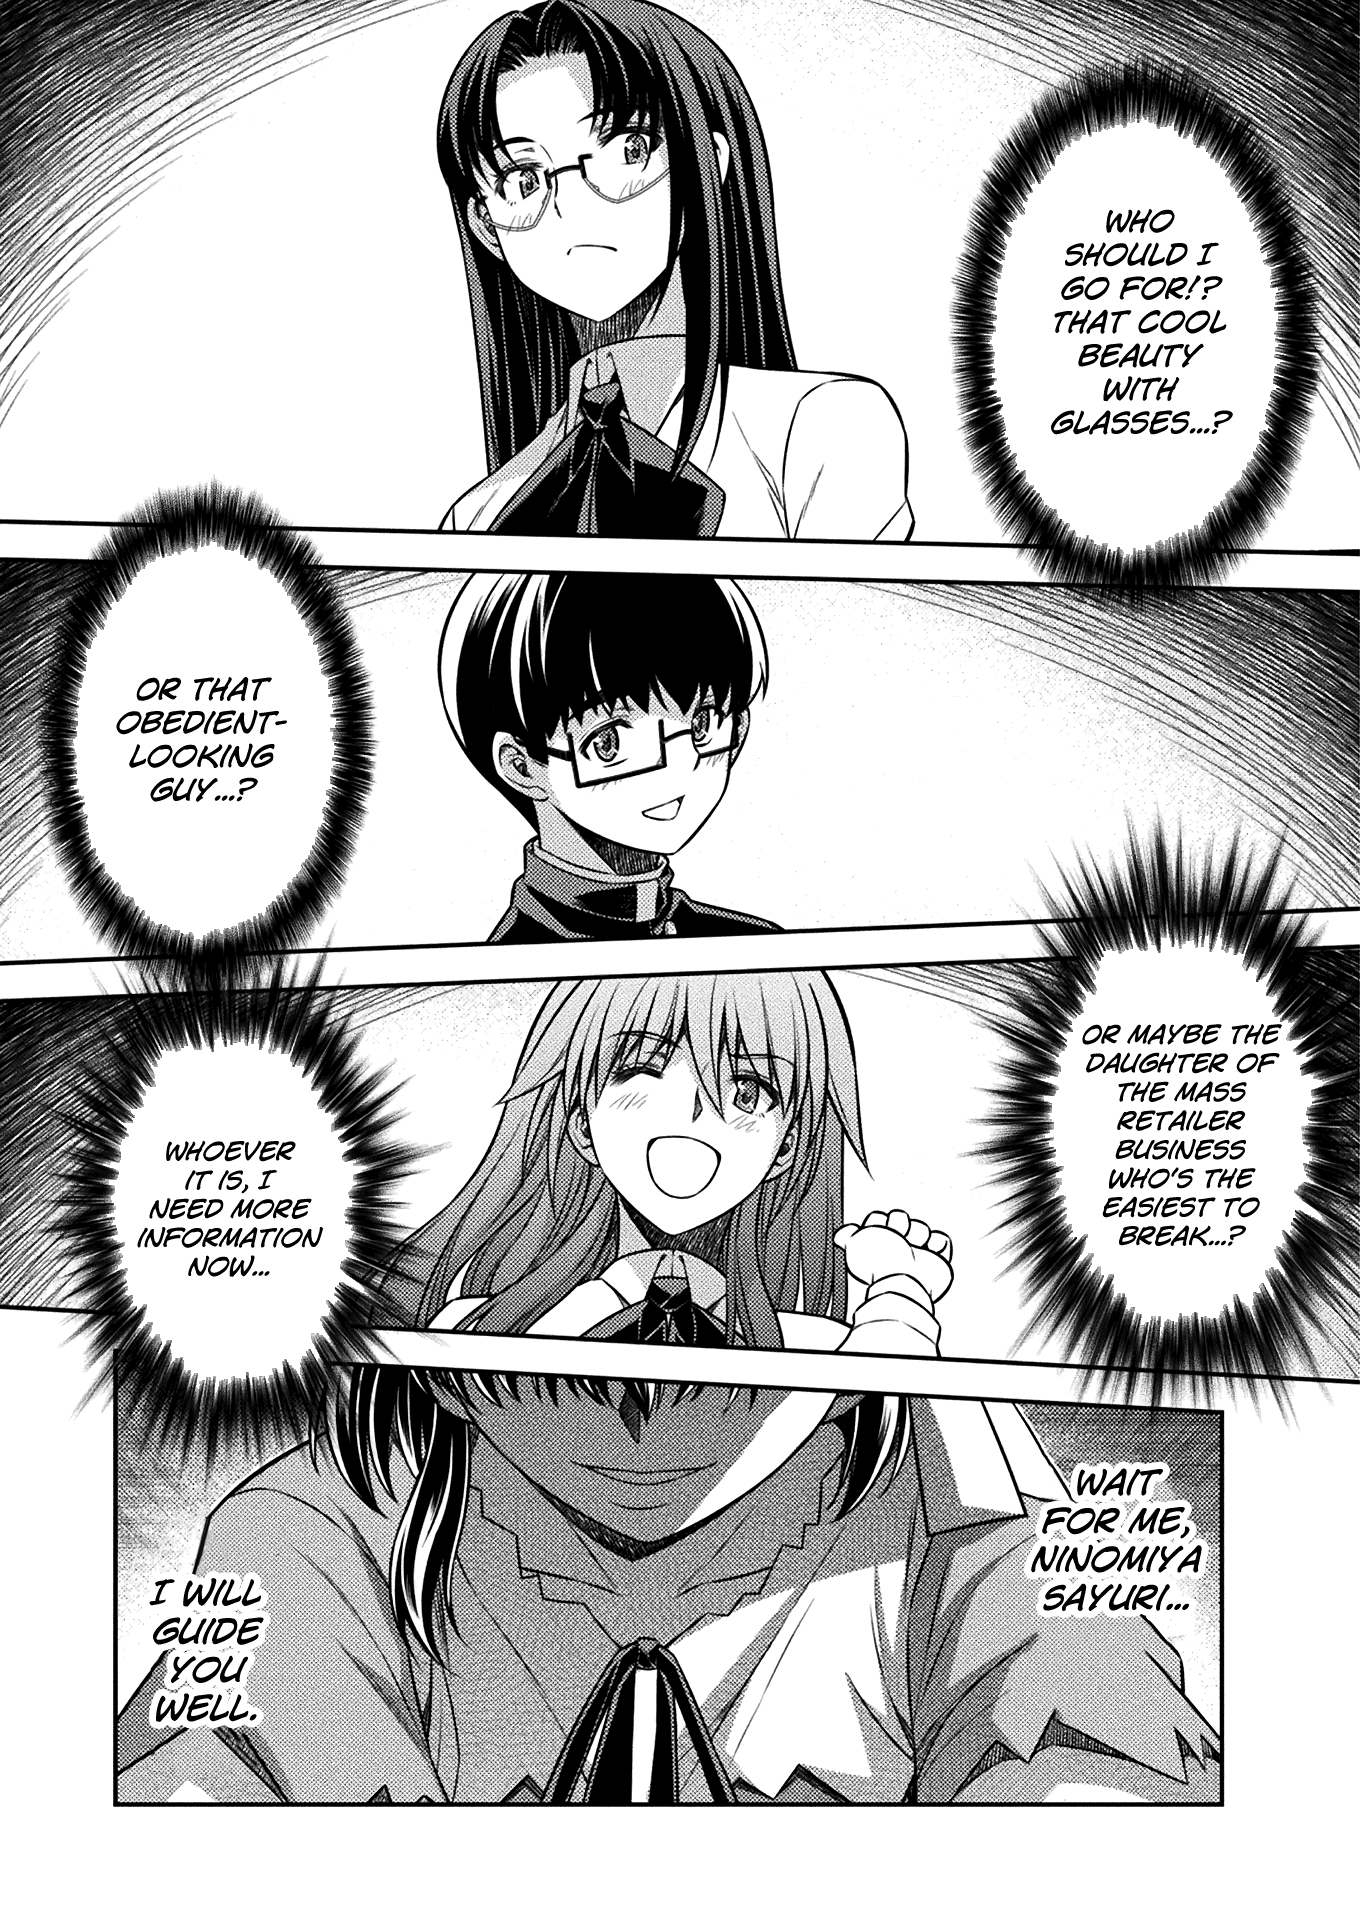 WHO
SHOULD I
GO FOR!?
THAT COOL
BEAUTY
WITH
GLASSES...?
OR THAT
OBEDIENT-
LOOKING
GUY...?
OR MAYBE THE
DAUGHTER OF
THE MASS
RETAILER
BUSINESS
WHO'S THE
EASIEST TO
BREAK...?
WHOEVER
IT IS, I
NEED MORE
INFORMATION
NOW...
WAIT
FOR ME,
NINOMIYA
SAYURI...
I WILL
GUIDE
YOU
WELL.